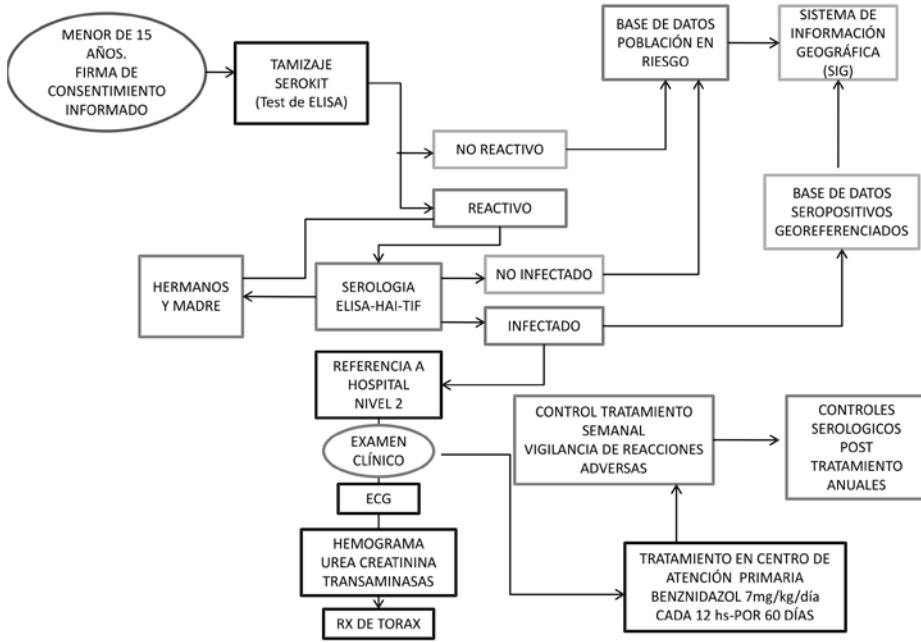 MENOR DE 15
AÑOS.
FIRMA DE
CONSENTIMIENTO
INFORMADO
TAMIZAJE
SEROKIT
(Test de ELISA)
BASE DE DATOS
POBLACIÓN EN
RIESGO
SISTEMA DE
INFORMACIÓN
GEOGRÁFICA
(SIG)
NO REACTIVO
REACTIVO
BASE DE DATOS
SEROPOSITIVOS
GEOREFERENCIADOS
HERMANOS
Y MADRE
SEROLOGIA
ELISA-HAI-TIF
NO INFECTADO
INFECTADO
REFERENCIA A
HOSPITAL
NIVEL 2
EXAMEN
CLÍNICO
ECG
HEMOGRAMA
UREA CREATININA
TRANSAMINASAS
RX DE TORAX
CONTROL TRATAMIENTO
SEMANAL
VIGILANCIA DE REACCIONES
ADVERSAS
CONTROLES
SEROLOGICOS
POST
TRATAMIENTO
ANUALES
TRATAMIENTO EN CENTRO DE
ATENCIÓN PRIMARIA
BENZNIDAZOL 7mg/kg/día
CADA 12 hs-POR 60 DÍAS